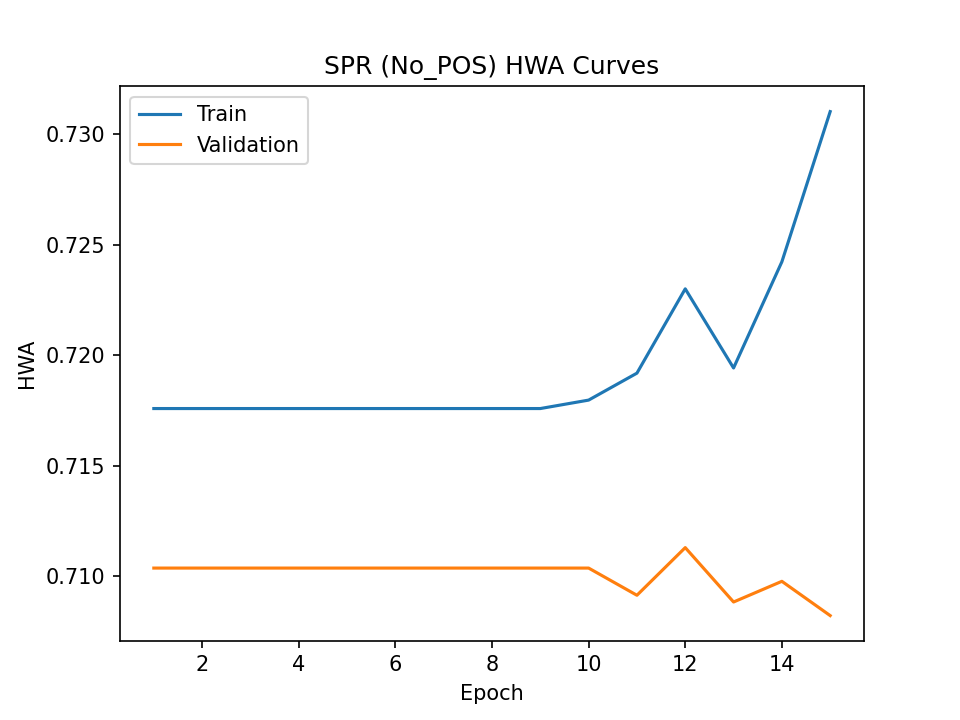 SPR (No_POS) HWA Curves
Train
Validation
0.730
0.725
0.720
0.715
0.710
HWA
2 4 6 8 10 12 14
Epoch